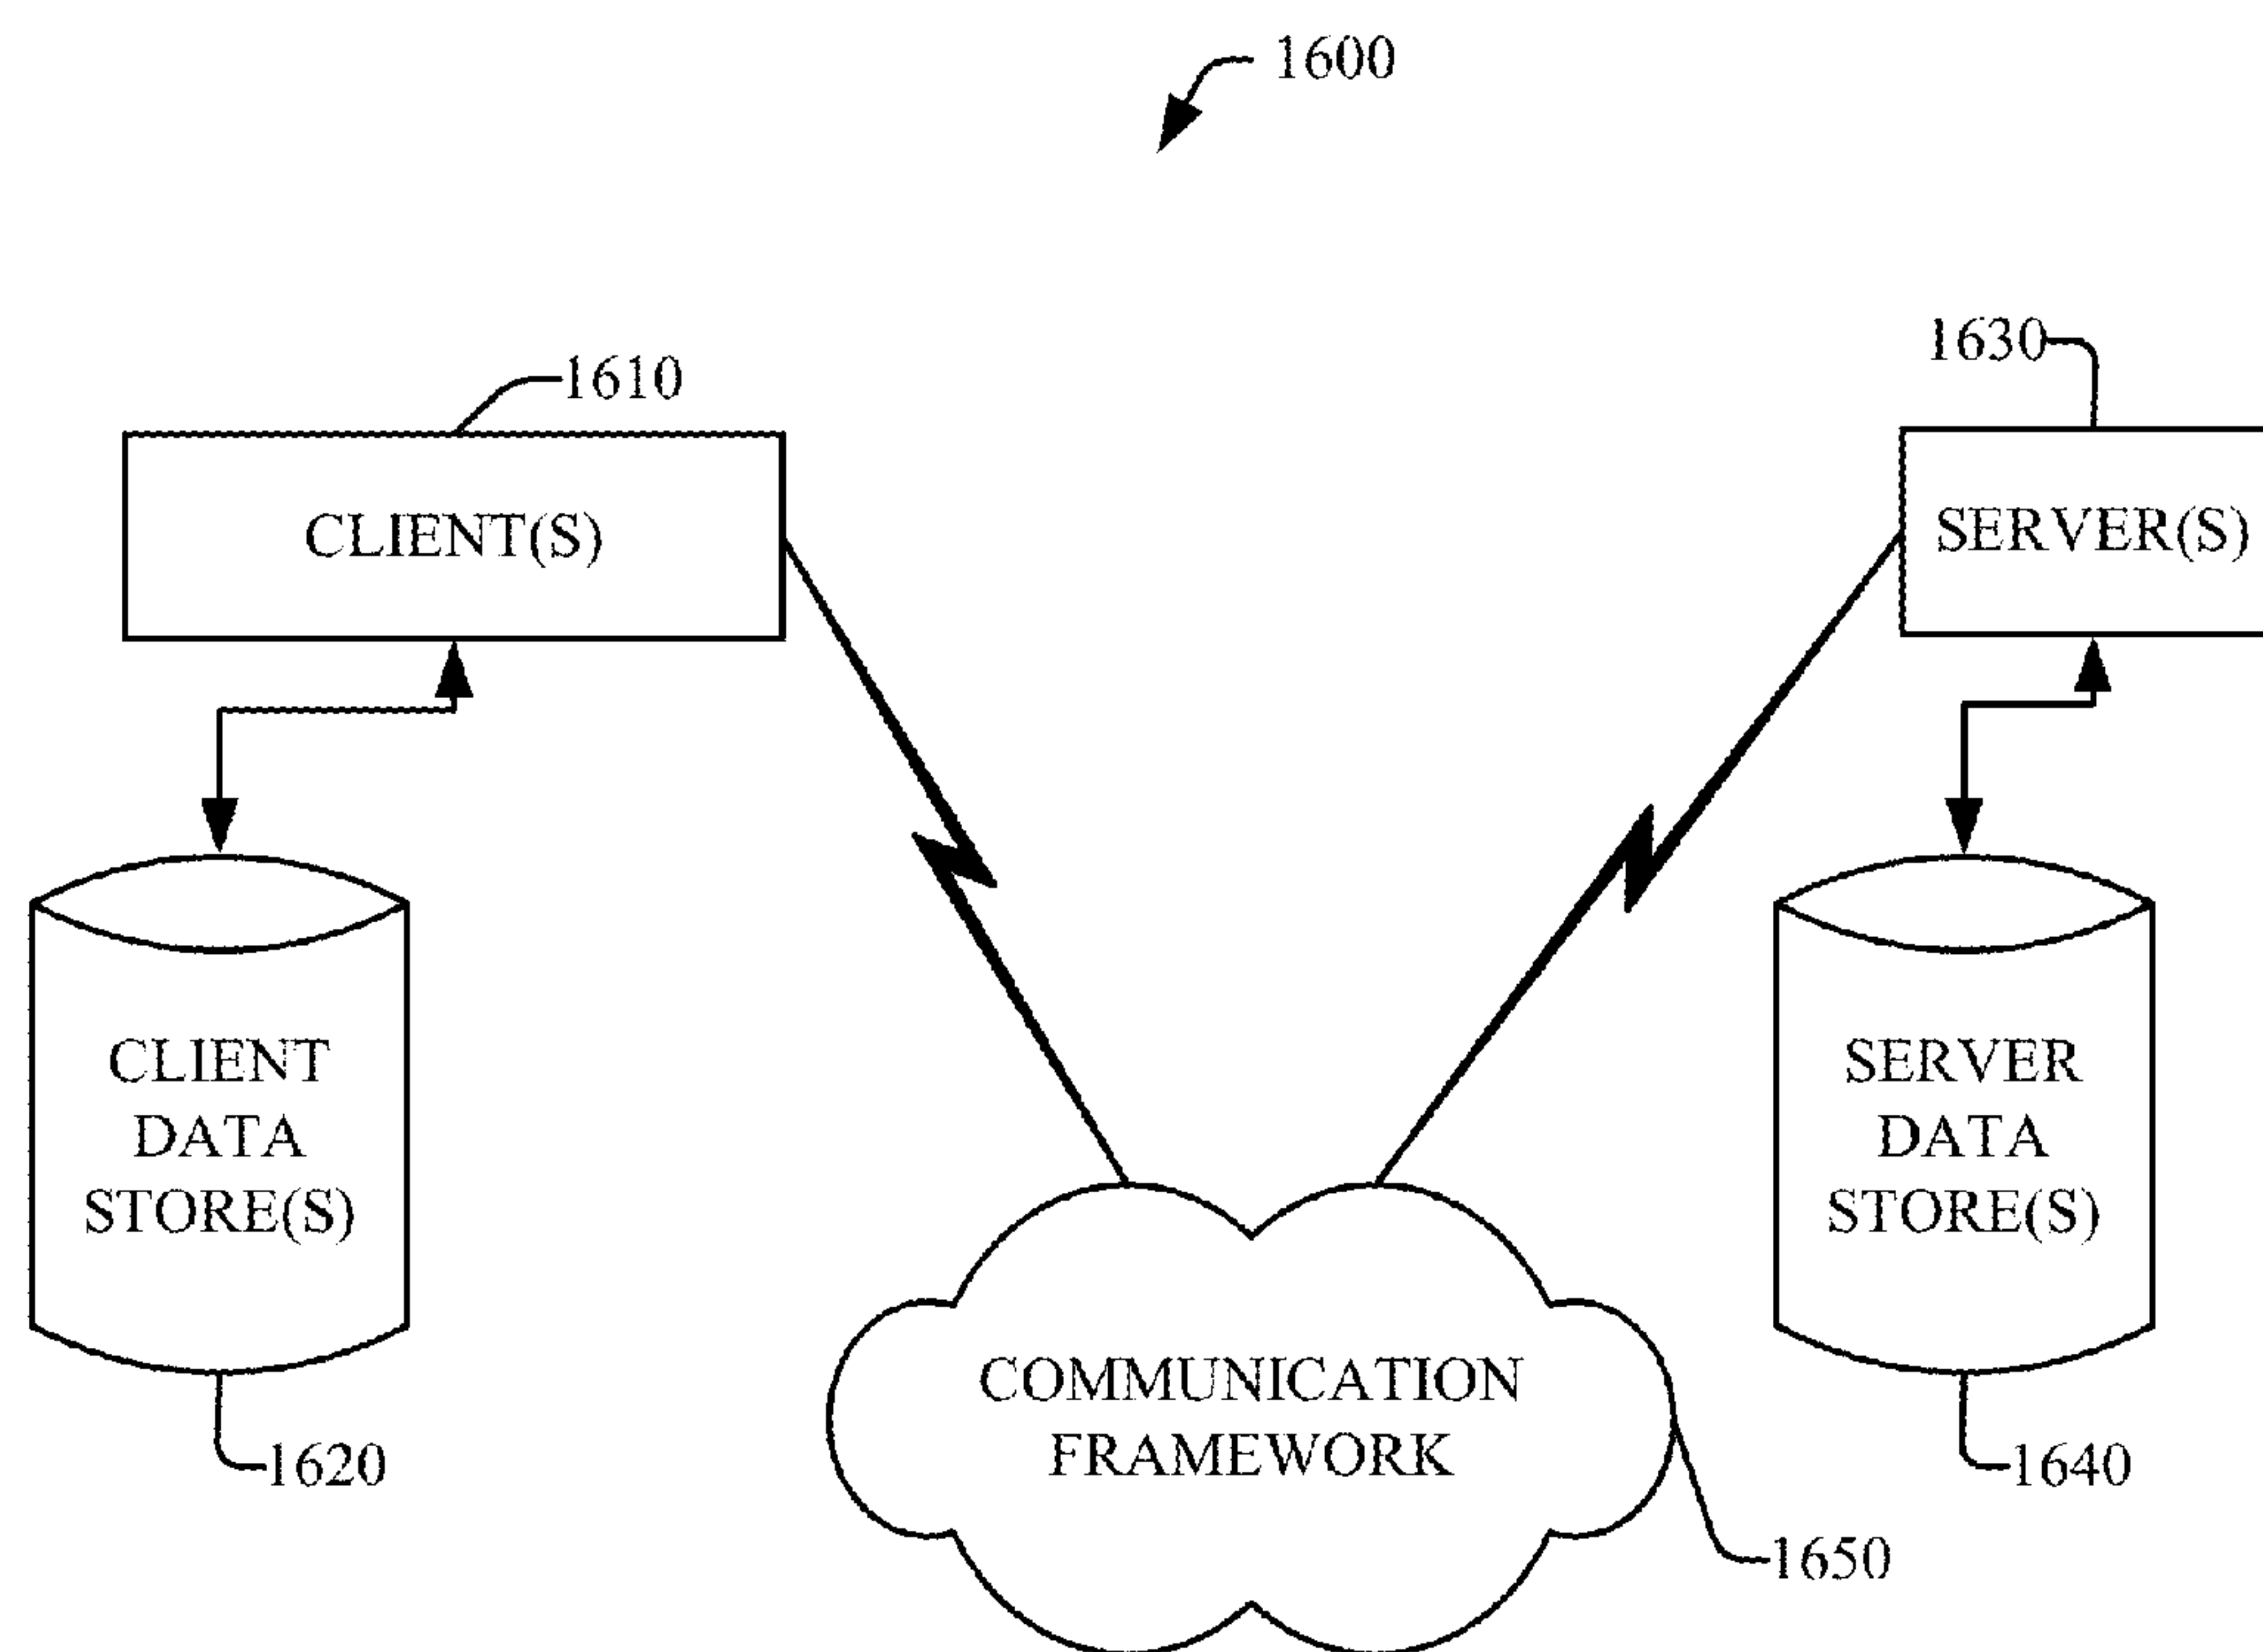 1600
1610
1630
CLIENT(S)
SERVER(S)
CLIENT
DATA
STORE(S)
SERVER
DATA
STORE(S)
COMMUNICATION
FRAMEWORK
1620
1640
1650